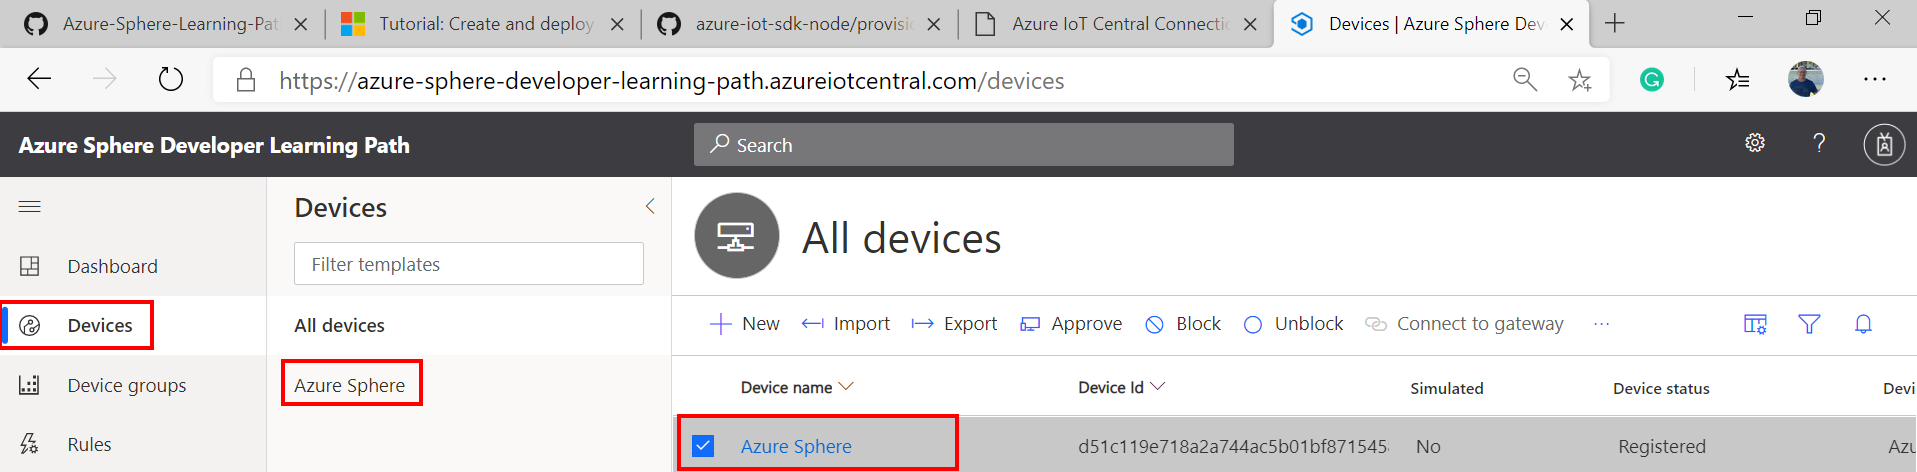 Azure-Sphere-Learning-Pat
Tutorial: Create and deploy
azure-iot-sdk-node/provisio
Azure IoT Central Connectio
Devices | Azure Sphere Dev
https://azure-sphere-developer-learning-path.azureiotcentral.com/devices
Azure Sphere Developer Learning Path
Search
Dashboard
Devices
Device groups
Rules
Devices
Filter templates
All devices
Azure Sphere
All devices
New Import Export Approve Block Unblock Connect to gateway ...
Device name Device Id Simulated Device status Devi
Azure Sphere d51c119e718a2a744ac5b01bf871545 No Registered Azu